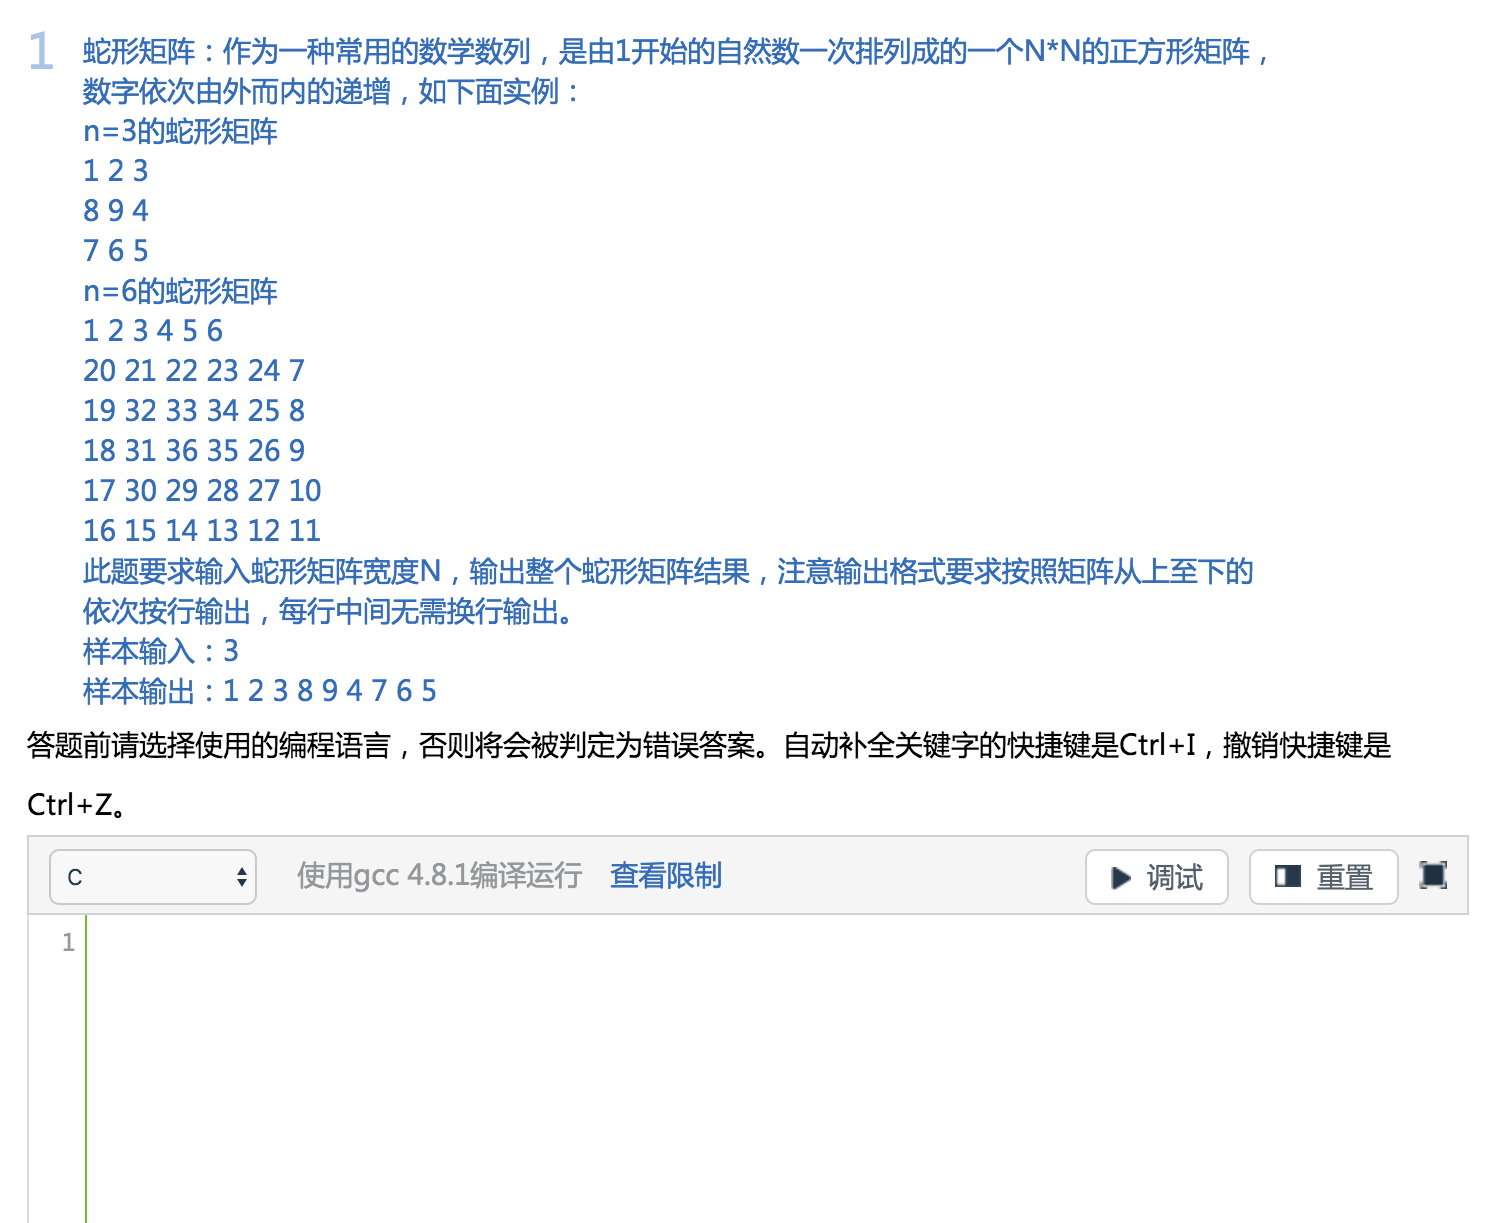 1 蛇形矩阵：作为一种常用的数学数列，是由1开始的自然数一次排列成的一个N*N的正方形矩阵，
数字依次由外而内的递增，如下面实例：
n=3的蛇形矩阵
1 2 3
8 9 4
7 6 5
n=6的蛇形矩阵
1 2 3 4 5 6
20 21 22 23 24 7
19 32 33 34 25 8
18 31 36 35 26 9
17 30 29 28 27 10
16 15 14 13 12 11
此题要求输入蛇形矩阵宽度N，输出整个蛇形矩阵结果，注意输出格式要求按照矩阵从上至下的
依次按行输出，每行中间无需换行输出。
样本输入：3
样本输出：1 2 3 8 9 4 7 6 5
答题前请选择使用的编程语言，否则将会被判定为错误答案。自动补全关键字的快捷键是Ctrl+I，撤销快捷键是
Ctrl+Z。
C 使用gcc 4.8.1编译运行 查看限制 调试 重置
1